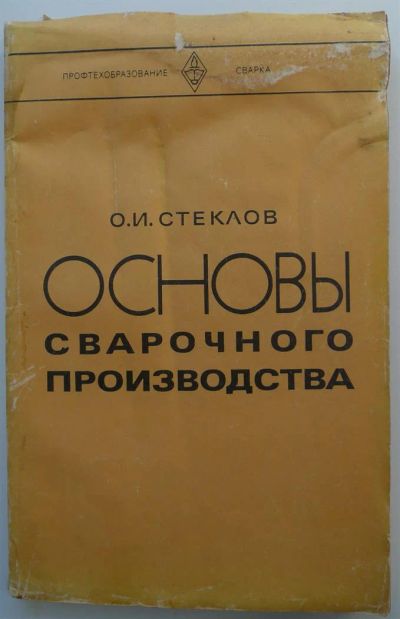 ПРОФТЕХОБРАЗОВАНИЕ СВАРКА
О.И. СТЕКЛОВ
ОСНОВЫ
СВАРОЧНОГО
ПРОИЗВОДСТВА